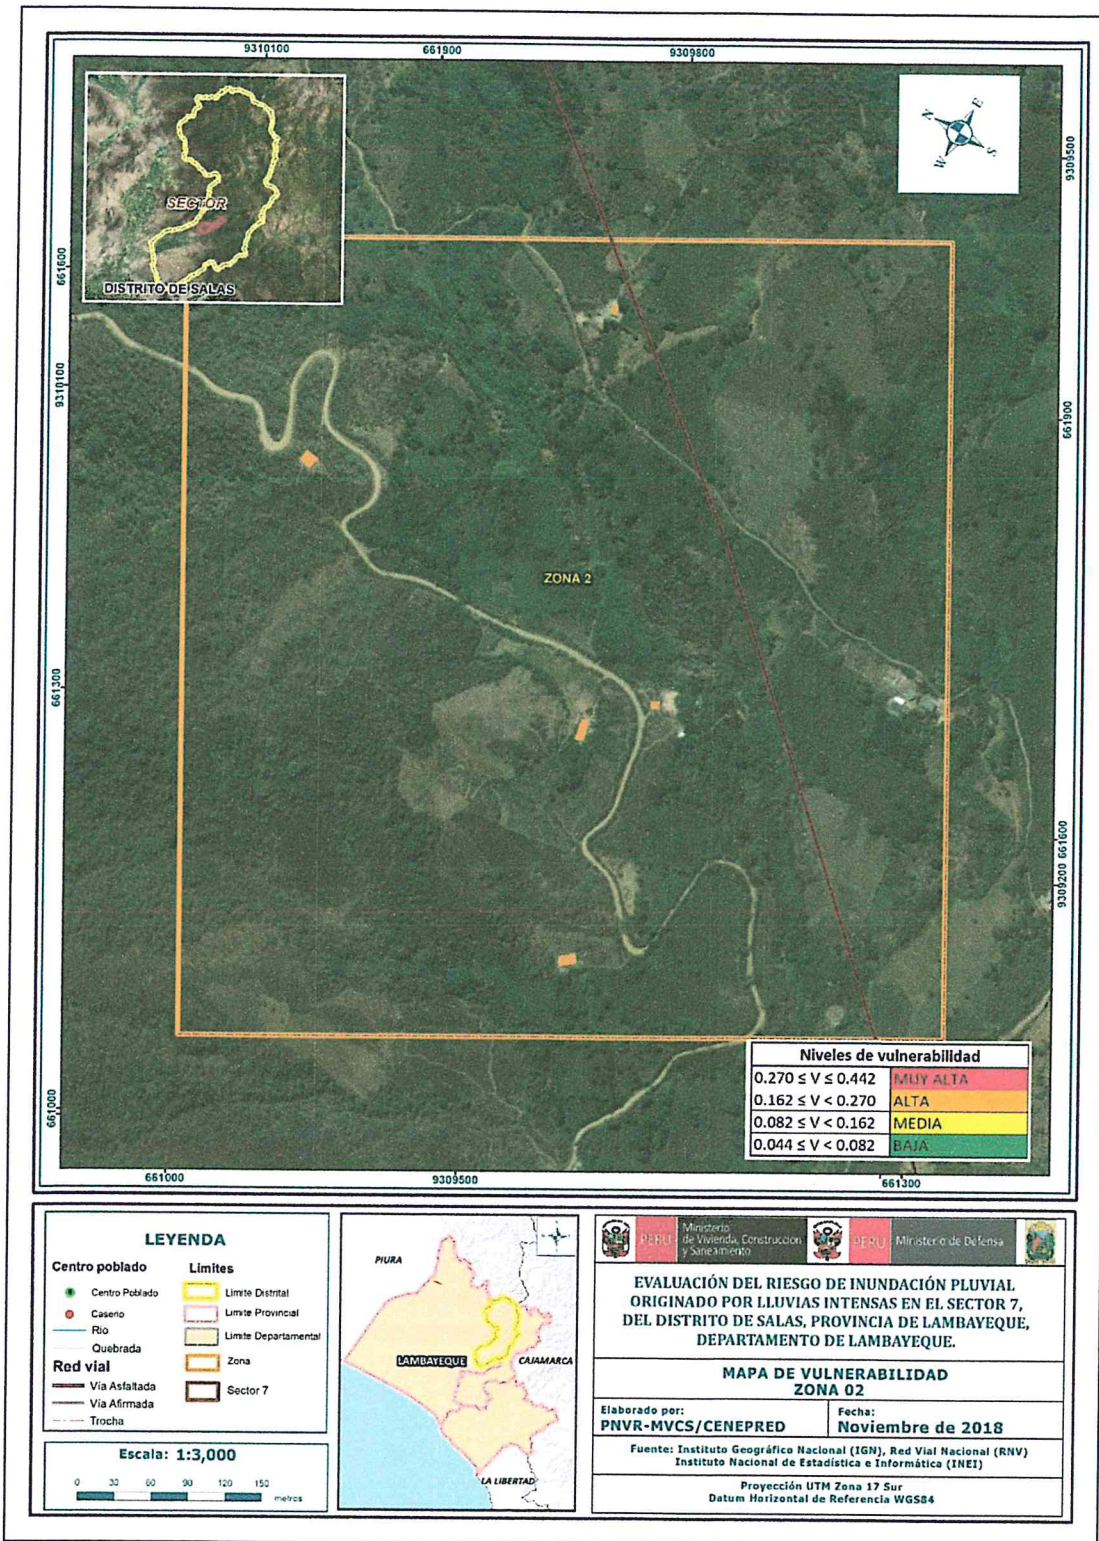 9310100
661900
9309800
N
E
W
S
SECTOR
DISTRITO DE SALAS
661600
9310100
661300
661000
9309500
661900
9309200 661600
ZONA 2
Niveles de vulnerabilidad
0.270 ≤ V ≤ 0.442 MUY ALTA
0.162 ≤ V < 0.270 ALTA
0.082 ≤ V < 0.162 MEDIA
0.044 ≤ V < 0.082 BAJA
661000
9309500
661300
LEYENDA
Centro poblado
Centro Poblado
Caserio
Rio
Quebrada
Red vial
Vía Asfaltada
Vía Afirmada
Trocha
Limites
Limite Distrital
Limite Provincial
Limite Departamental
Zona
Sector 7
Escala: 1:3,000
0 30 60 90 120 150
metros
PIURA
LAMBAYEQUE
CAJAMARCA
LA LIBERTAD
PERÚ
Ministerio
de Vivienda, Construcción
y Saneamiento
PERÚ
Ministerio de Defensa
EVALUACIÓN DEL RIESGO DE INUNDACIÓN PLUVIAL
ORIGINADO POR LLUVIAS INTENSAS EN EL SECTOR 7,
DEL DISTRITO DE SALAS, PROVINCIA DE LAMBAYEQUE,
DEPARTAMENTO DE LAMBAYEQUE.
MAPA DE VULNERABILIDAD
ZONA 02
Elaborado por:
PNVR-MVCS/CENEPRED
Fecha:
Noviembre de 2018
Fuente: Instituto Geográfico Nacional (IGN), Red Vial Nacional (RNV)
Instituto Nacional de Estadística e Informática (INEI)
Proyección UTM Zona 17 Sur
Datum Horizontal de Referencia WGS84